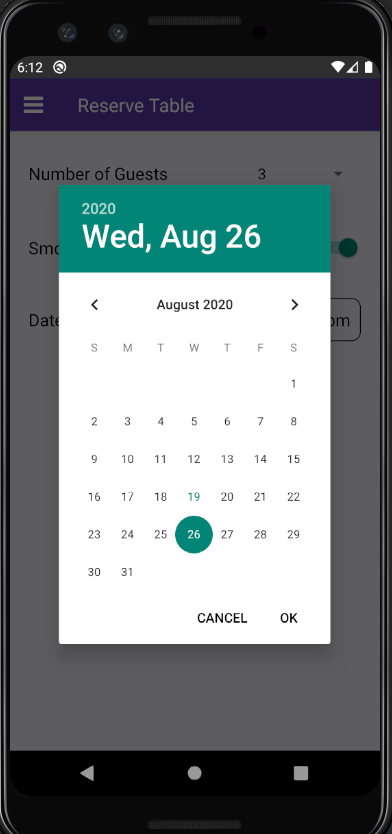 6:12
Reserve Table
Number of Guests 3
Smo
Date om
2020
Wed, Aug 26
August 2020
S M T W T F S
1
2 3 4 5 6 7 8
9 10 11 12 13 14 15
16 17 18 19 20 21 22
23 24 25 26 27 28 29
30 31
CANCEL OK